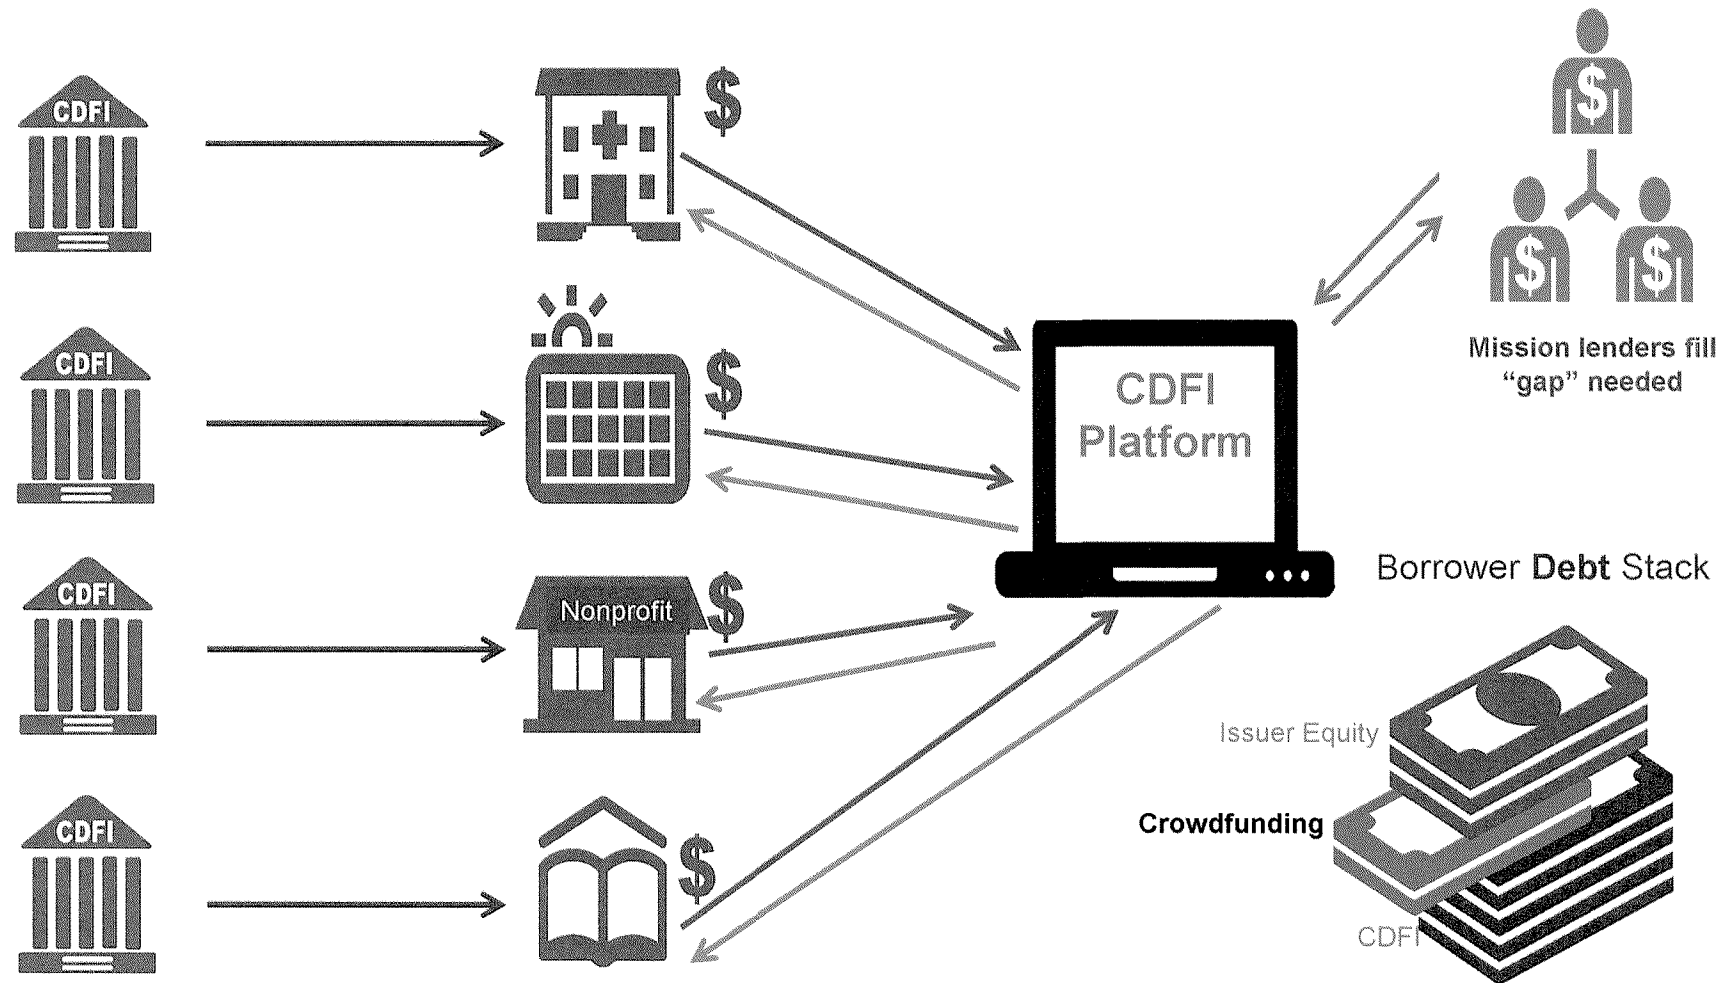 CDFI
$
$
Mission lenders fill
“gap” needed
$
$
CDFI
$
CDFI
Platform
Borrower Debt Stack
CDFI
Nonprofit
$
Issuer Equity
Crowdfunding
CDFI
$
CDFI